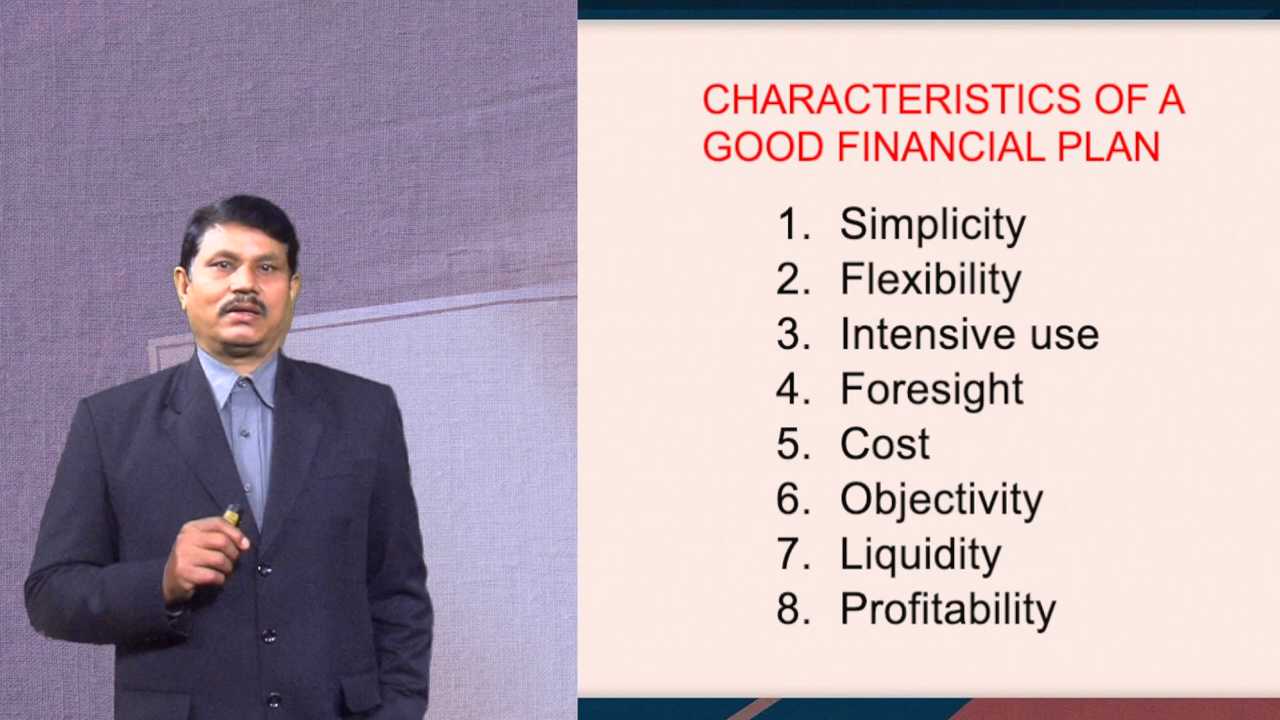 CHARACTERISTICS OF A
GOOD FINANCIAL PLAN
1. Simplicity
2. Flexibility
3. Intensive use
4. Foresight
5. Cost
6. Objectivity
7. Liquidity
8. Profitability